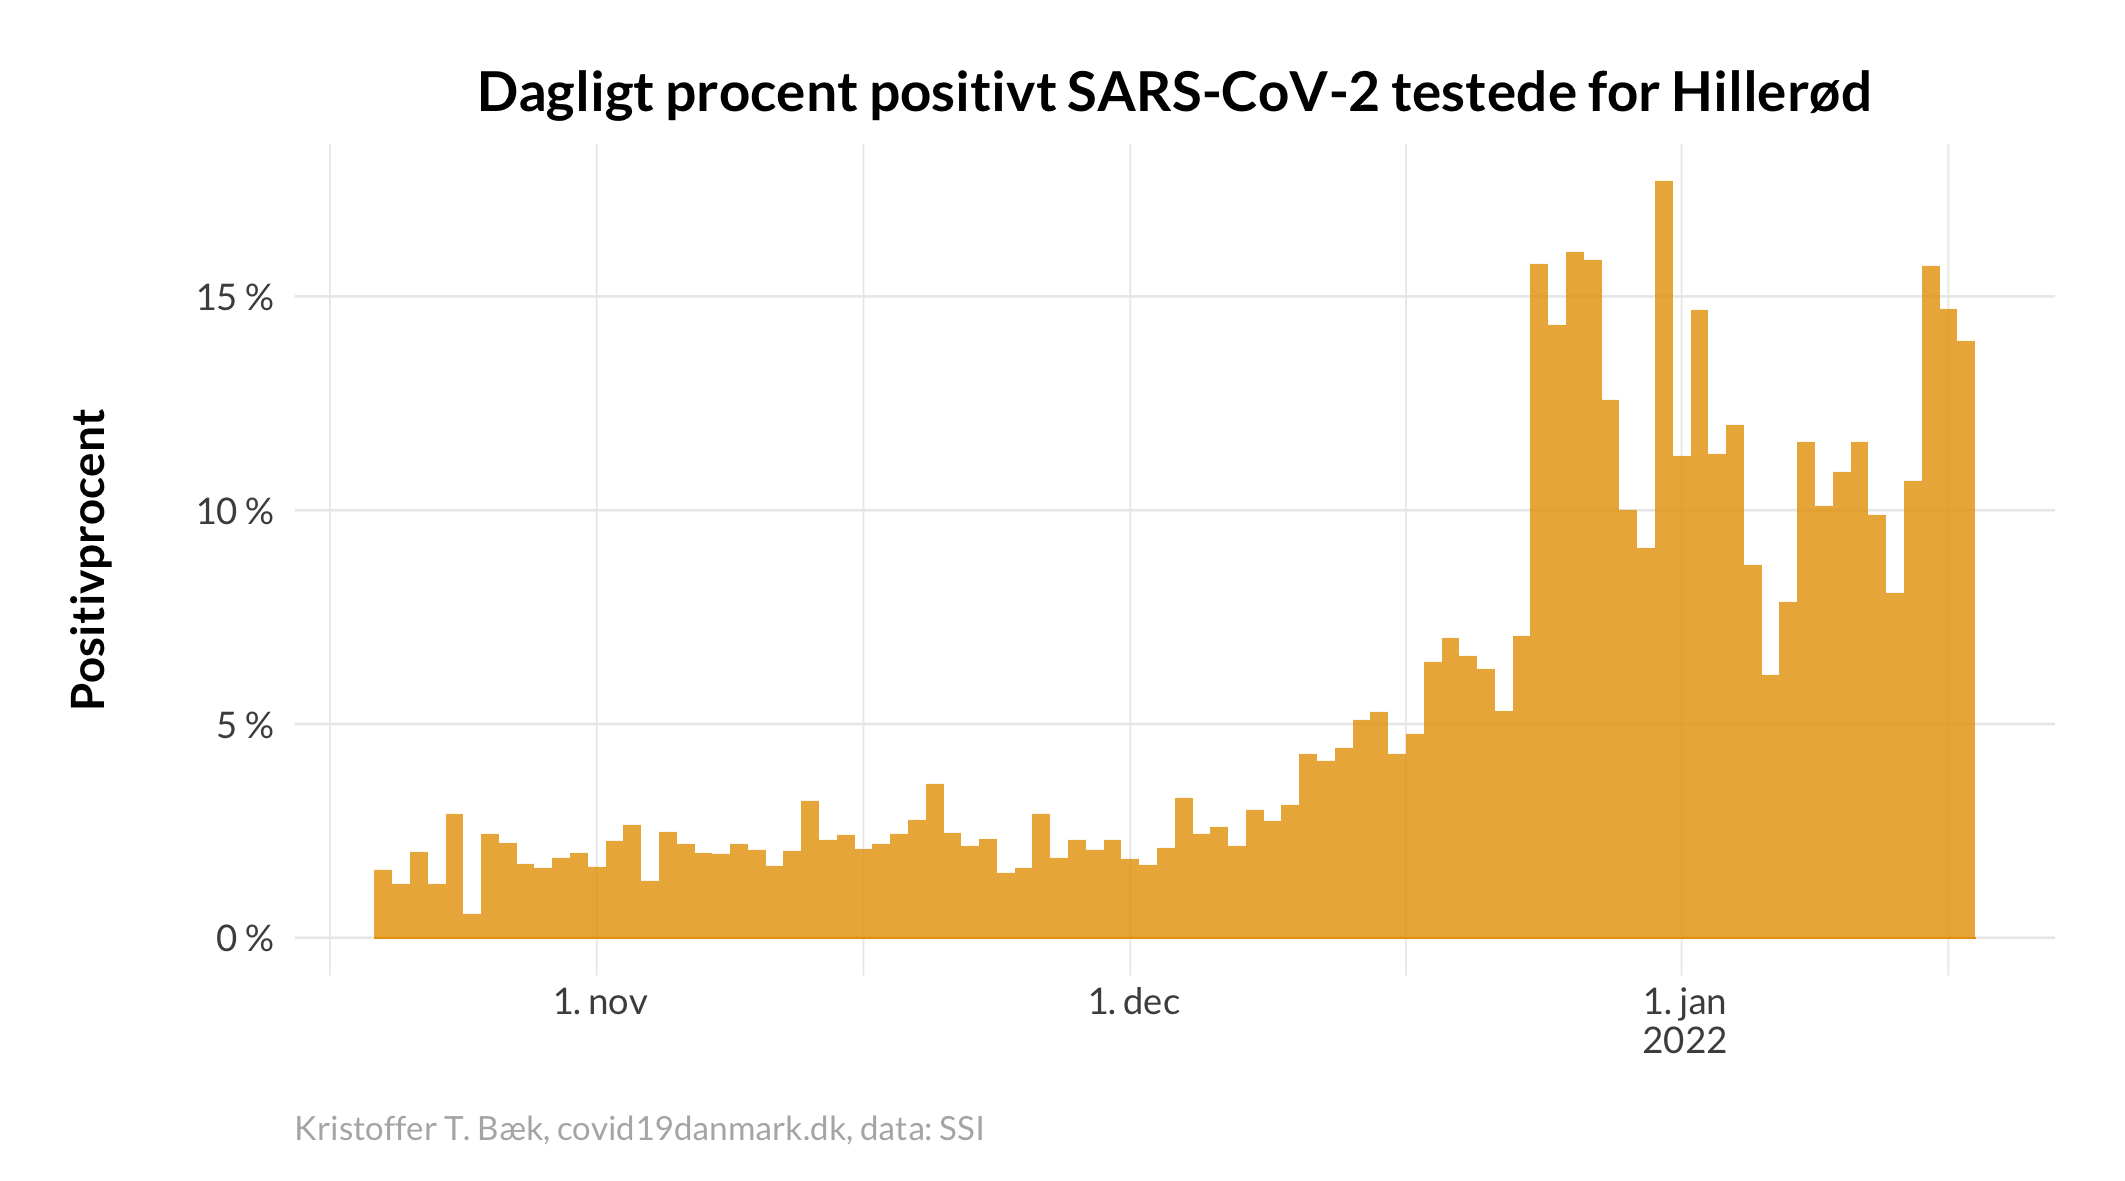 Dagligt procent positivt SARS-CoV-2 testede for Hillerød
Positivprocent
15 %
10 %
5 %
0 %
1. nov
1. dec
1. jan
2022
Kristoffer T. Bæk, covid19danmark.dk, data: SSI